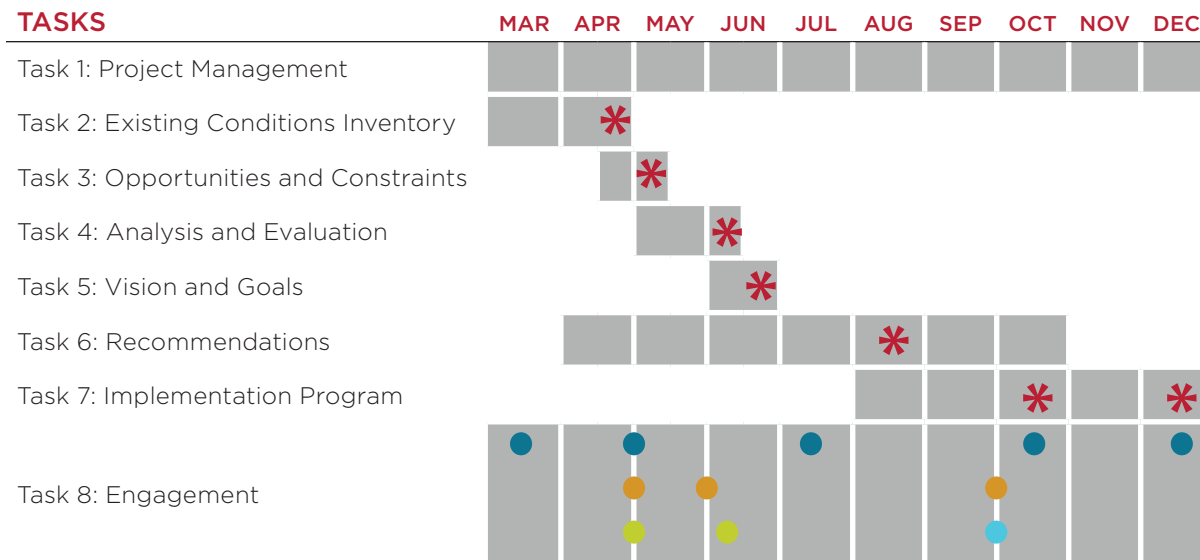 TASKS MAR APR MAY JUN JUL AUG SEP OCT NOV DEC
Task 1: Project Management
Task 2: Existing Conditions Inventory
Task 3: Opportunities and Constraints
Task 4: Analysis and Evaluation
Task 5: Vision and Goals
Task 6: Recommendations
Task 7: Implementation Program
Task 8: Engagement